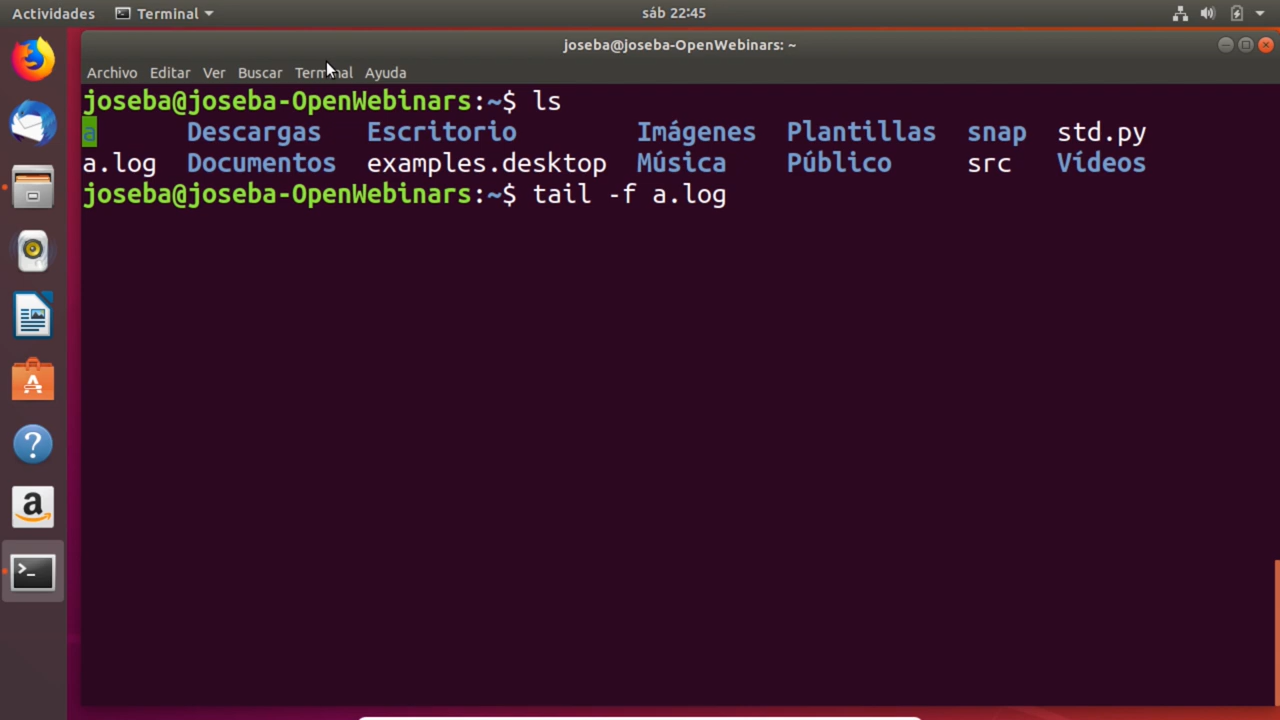 Actividades Terminal sáb 22:45
joseba@joseba-OpenWebinars: ~
Archivo Editar Ver Buscar Terminal Ayuda
joseba@joseba-OpenWebinars:~$ ls
a Descargas Escritorio Imágenes Plantillas snap std.py
a.log Documentos examples.desktop Música Público src Vídeos
joseba@joseba-OpenWebinars:~$ tail -f a.log